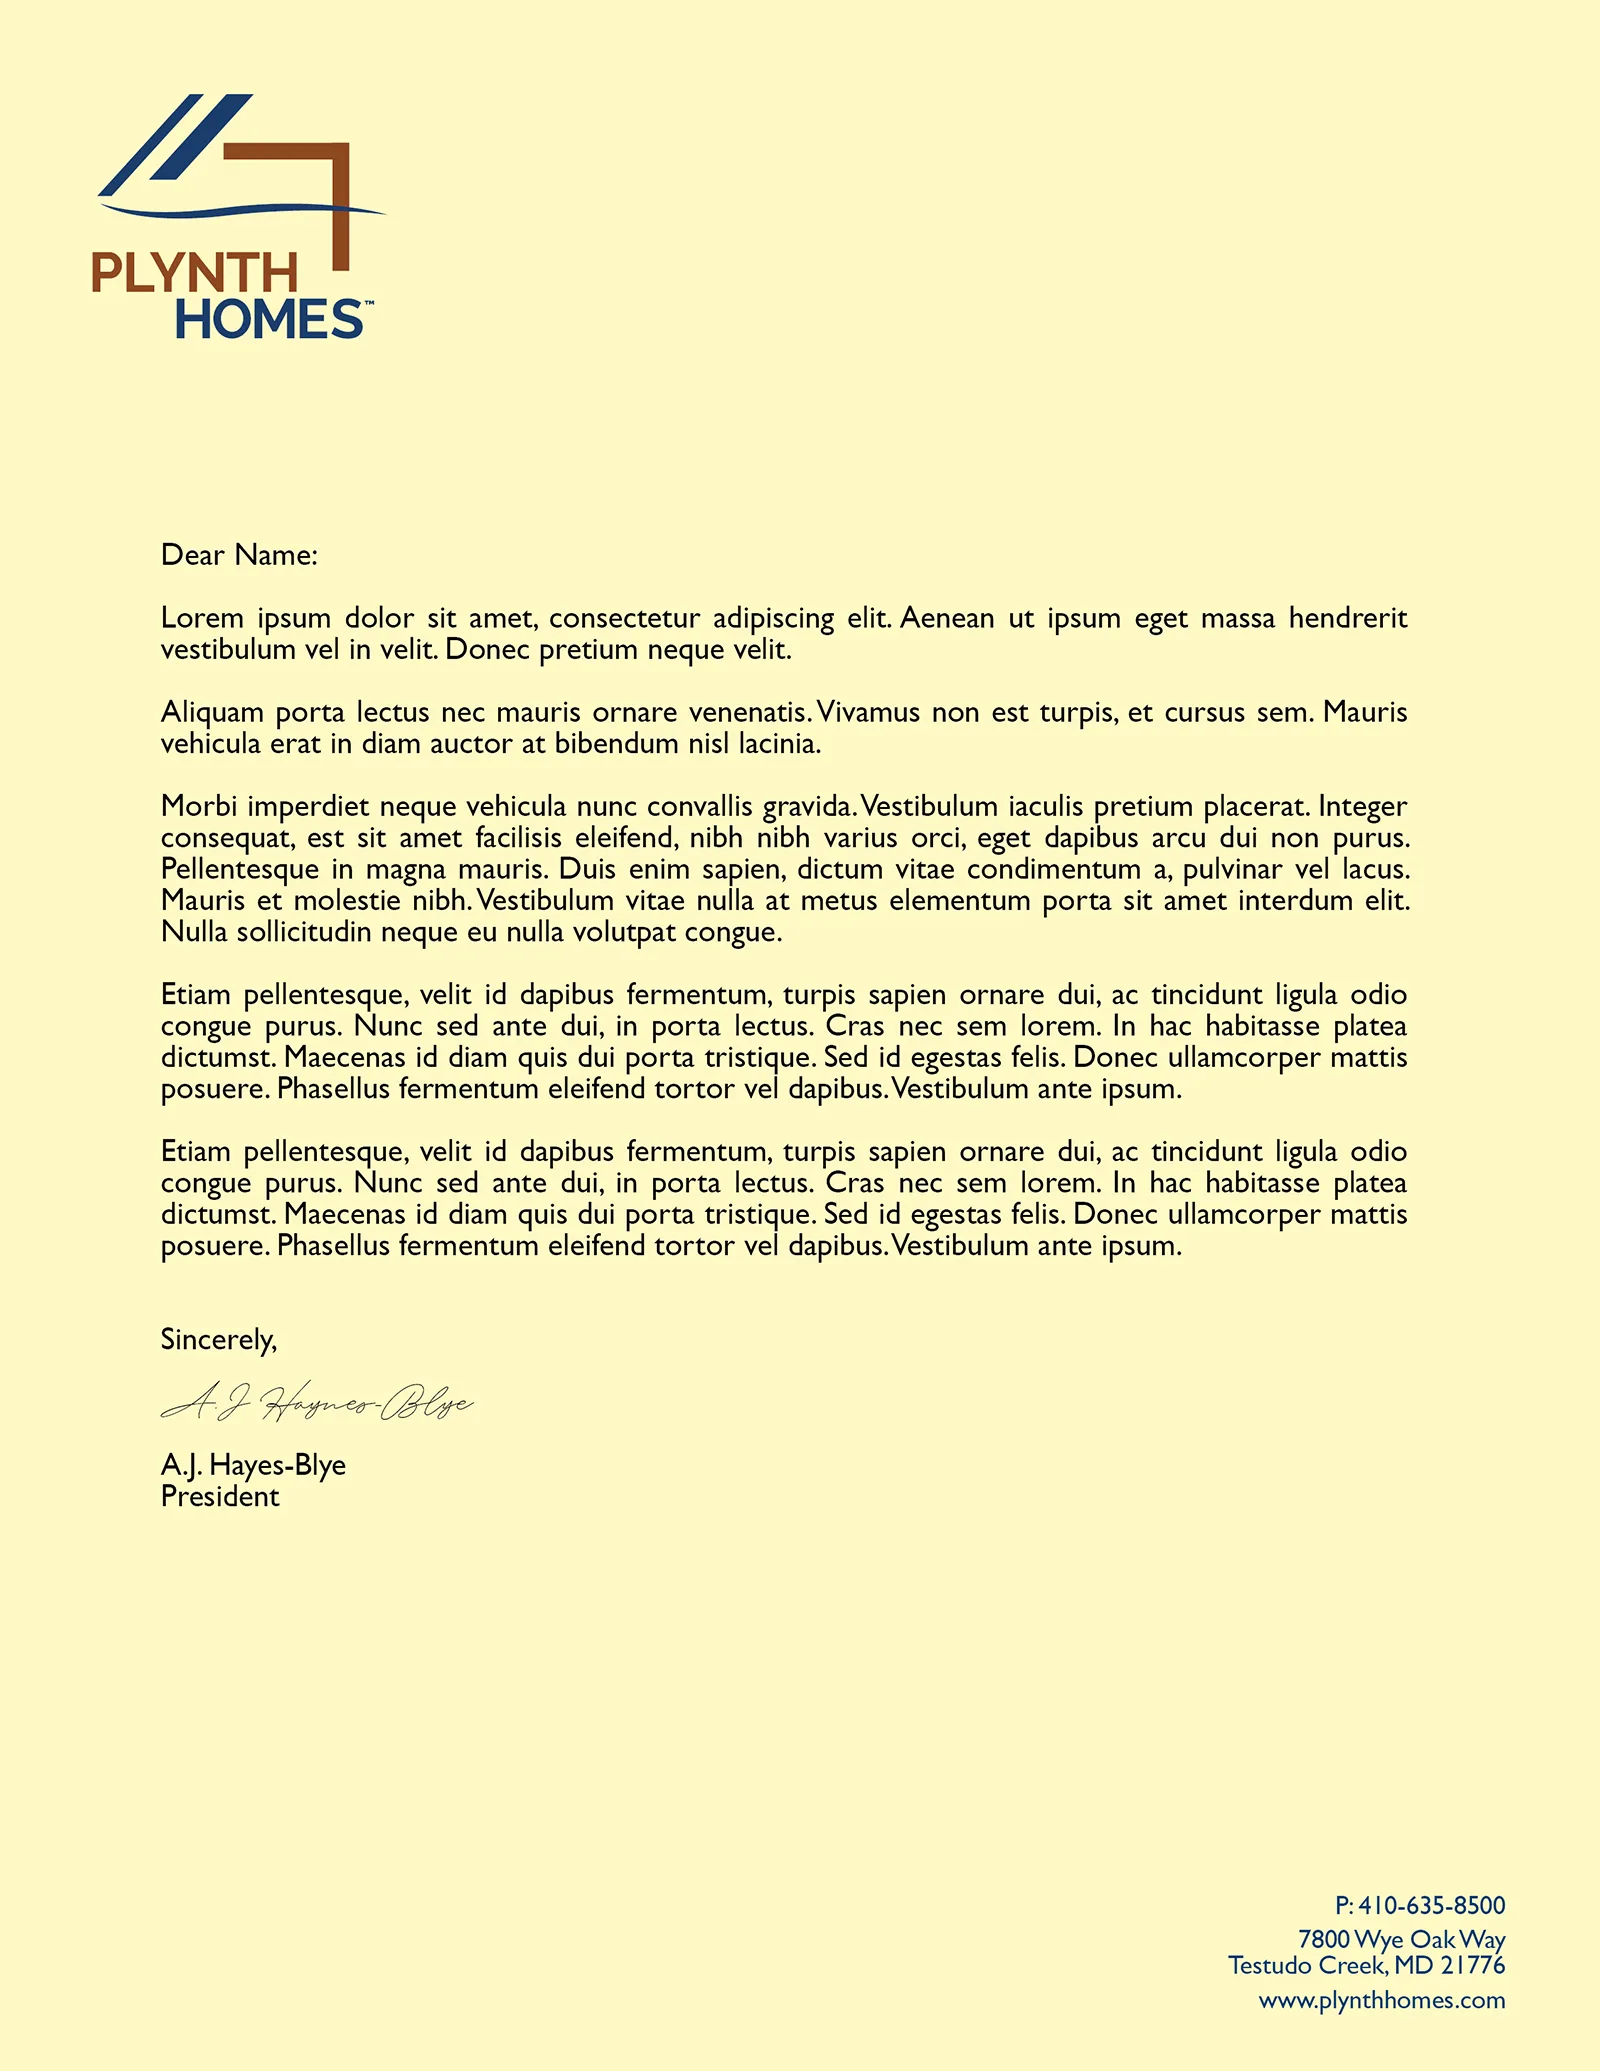 PLYNTH
HOMES™
Dear Name:
Lorem ipsum dolor sit amet, consectetur adipiscing elit. Aenean ut ipsum eget massa hendrerit
vestibulum vel in velit. Donec pretium neque velit.
Aliquam porta lectus nec mauris ornare venenatis. Vivamus non est turpis, et cursus sem. Mauris
vehicula erat in diam auctor at bibendum nisl lacinia.
Morbi imperdiet neque vehicula nunc convallis gravida. Vestibulum iaculis pretium placerat. Integer
consequat, est sit amet facilisis eleifend, nibh nibh varius orci, eget dapibus arcu dui non purus.
Pellentesque in magna mauris. Duis enim sapien, dictum vitae condimentum a, pulvinar vel lacus.
Mauris et molestie nibh. Vestibulum vitae nulla at metus elementum porta sit amet interdum elit.
Nulla sollicitudin neque eu nulla volutpat congue.
Etiam pellentesque, velit id dapibus fermentum, turpis sapien ornare dui, ac tincidunt ligula odio
congue purus. Nunc sed ante dui, in porta lectus. Cras nec sem lorem. In hac habitasse platea
dictumst. Maecenas id diam quis dui porta tristique. Sed id egestas felis. Donec ullamcorper mattis
posuere. Phasellus fermentum eleifend tortor vel dapibus. Vestibulum ante ipsum.
Etiam pellentesque, velit id dapibus fermentum, turpis sapien ornare dui, ac tincidunt ligula odio
congue purus. Nunc sed ante dui, in porta lectus. Cras nec sem lorem. In hac habitasse platea
dictumst. Maecenas id diam quis dui porta tristique. Sed id egestas felis. Donec ullamcorper mattis
posuere. Phasellus fermentum eleifend tortor vel dapibus. Vestibulum ante ipsum.
Sincerely,
A.J Haynes-Blye
A.J. Hayes-Blye
President
P: 410-635-8500
7800 Wye Oak Way
Testudo Creek, MD 21776
www.plynthhomes.com